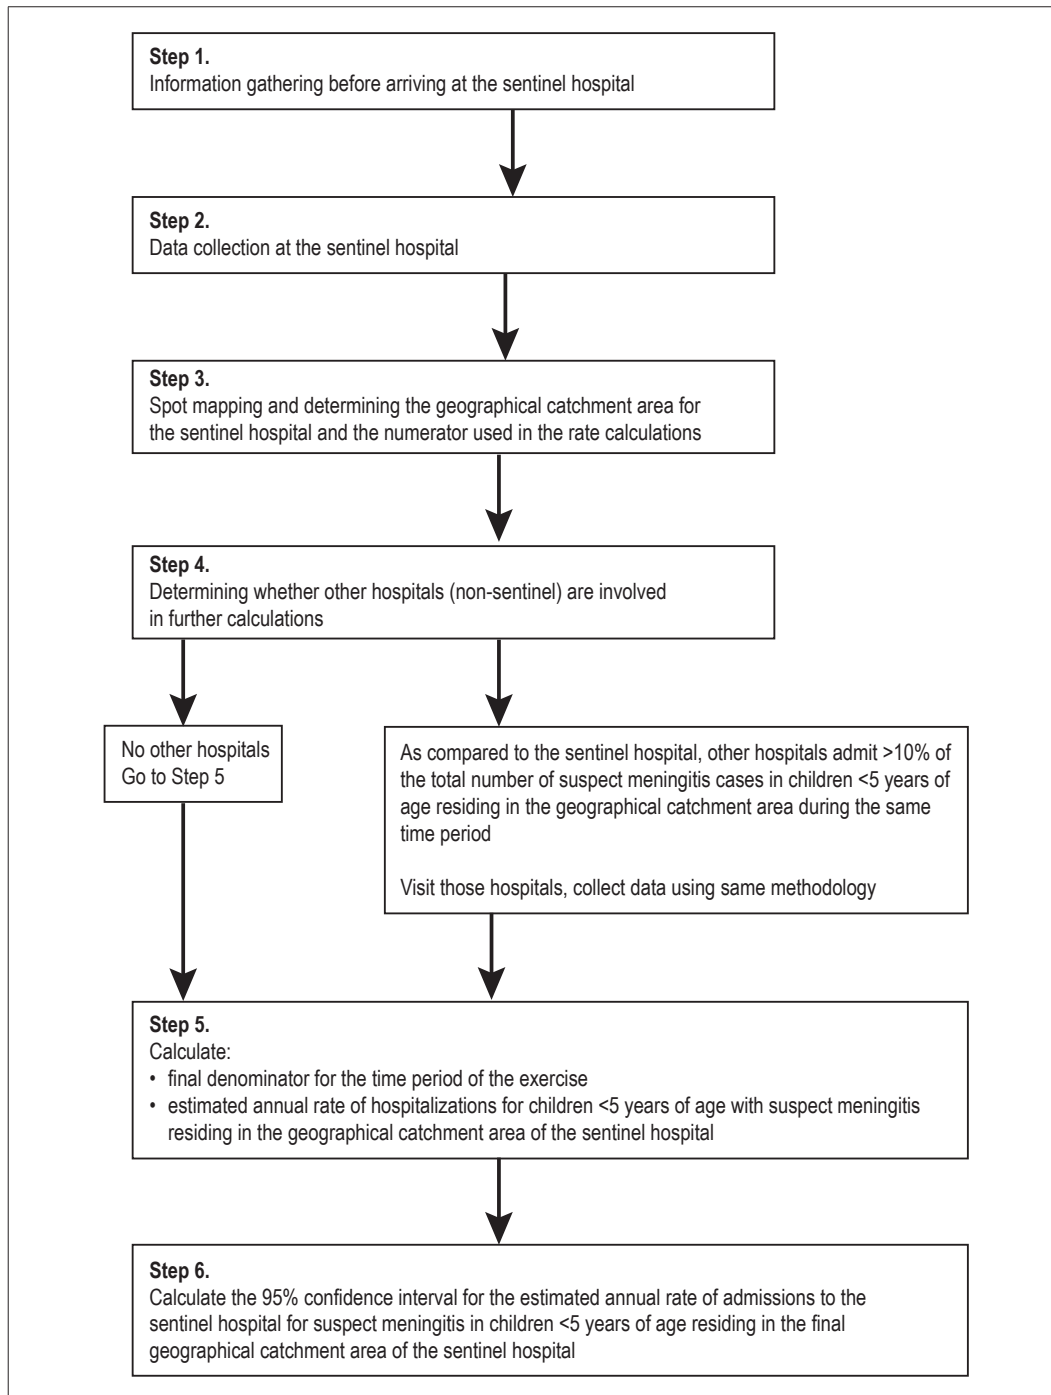 Step 1.
Information gathering before arriving at the sentinel hospital
Step 2.
Data collection at the sentinel hospital
Step 3.
Spot mapping and determining the geographical catchment area for
the sentinel hospital and the numerator used in the rate calculations
Step 4.
Determining whether other hospitals (non-sentinel) are involved
in further calculations
No other hospitals
Go to Step 5
As compared to the sentinel hospital, other hospitals admit >10% of
the total number of suspect meningitis cases in children <5 years of
age residing in the geographical catchment area during the same
time period
Visit those hospitals, collect data using same methodology
Step 5.
Calculate:
• final denominator for the time period of the exercise
• estimated annual rate of hospitalizations for children <5 years of age with suspect meningitis
residing in the geographical catchment area of the sentinel hospital
Step 6.
Calculate the 95% confidence interval for the estimated annual rate of admissions to the
sentinel hospital for suspect meningitis in children <5 years of age residing in the final
geographical catchment area of the sentinel hospital